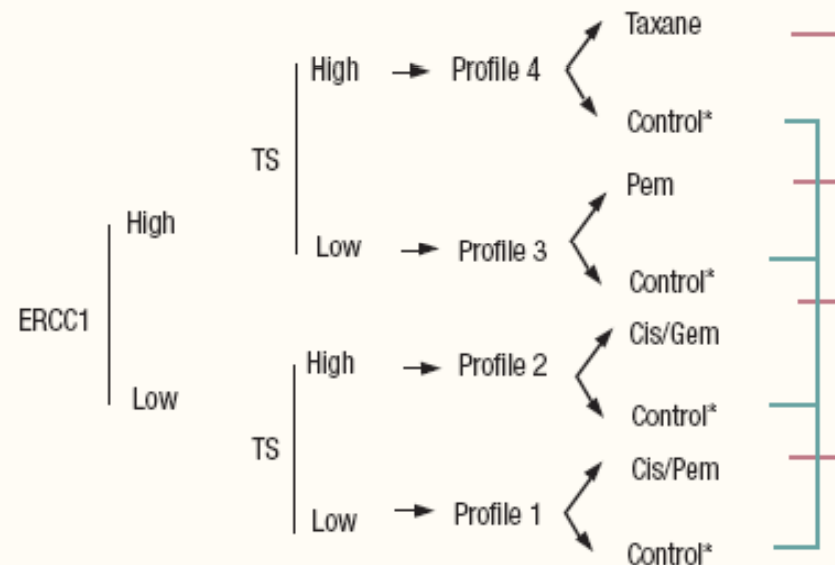 Taxane
High → Profile 4
Control*
TS
Pem
High
Low → Profile 3
Control*
ERCC1
Cis/Gem
High → Profile 2
Low
Control*
TS
Cis/Pem
Low → Profile 1
Control*